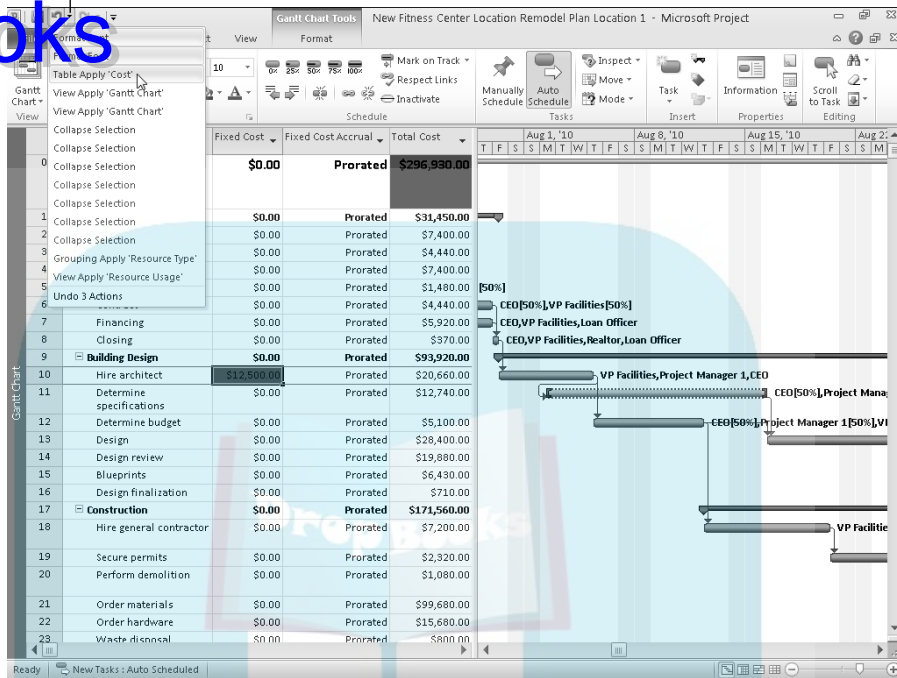 oks
Gantt Chart Tools New Fitness Center Location Remodel Plan Location 1 - Microsoft Project
View Format
Gantt Chart
View
10
0% 25% 50% 75% 100%
Mark on Track
Respect Links
Inactivate
Schedule
Manually Schedule
Auto Schedule
Inspect
Move
Mode
Tasks
Task
Insert
Information
Properties
Scroll to Task
Editing
Table Apply 'Cost'
View Apply 'Gantt Chart'
View Apply 'Gantt Chart'
Collapse Selection
Collapse Selection
Collapse Selection
Collapse Selection
Collapse Selection
Collapse Selection
Collapse Selection
Grouping Apply 'Resource Type'
View Apply 'Resource Usage'
Undo 3 Actions
Fixed Cost Fixed Cost Accrual Total Cost
Aug 1, '10 Aug 8, '10 Aug 15, '10 Aug 2
T F S S M T W T F S S M T W T F S S M T W T F S S M
0 $0.00 Prorated $296,930.00
1 $0.00 Prorated $31,450.00
2 $0.00 Prorated $7,400.00
3 $0.00 Prorated $4,440.00
4 $0.00 Prorated $7,400.00
5 $0.00 Prorated $1,480.00 [50%]
6 $0.00 Prorated $4,440.00 CEO[50%],VP Facilities[50%]
7 Financing $0.00 Prorated $5,920.00 CEO,VP Facilities,Loan Officer
8 Closing $0.00 Prorated $370.00 CEO,VP Facilities,Realtor,Loan Officer
9 Building Design $0.00 Prorated $93,920.00
10 Hire architect $12,500.00 Prorated $20,660.00 VP Facilities,Project Manager 1,CEO
11 Determine specifications $0.00 Prorated $12,740.00 CEO[50%],Project Mana
12 Determine budget $0.00 Prorated $5,100.00 CEO[50%],Project Manager 1[50%],VI
13 Design $0.00 Prorated $28,400.00
14 Design review $0.00 Prorated $19,880.00
15 Blueprints $0.00 Prorated $6,430.00
16 Design finalization $0.00 Prorated $710.00
17 Construction $0.00 Prorated $171,560.00
18 Hire general contractor $0.00 Prorated $7,200.00 VP Facilitie
19 Secure permits $0.00 Prorated $2,320.00
20 Perform demolition $0.00 Prorated $1,080.00
21 Order materials $0.00 Prorated $99,680.00
22 Order hardware $0.00 Prorated $15,680.00
23 Waste disposal $0.00 Prorated $800.00
Gantt Chart
DropBooks
Ready New Tasks : Auto Scheduled